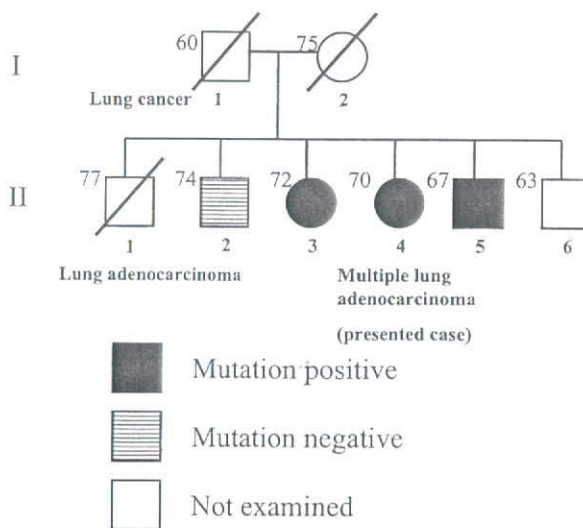 60 75
I
Lung cancer 1 2
77 74 72 70 67 63
II
1 2 3 4 5 6
Lung adenocarcinoma Multiple lung
adenocarcinoma
(presented case)
Mutation positive
Mutation negative
Not examined